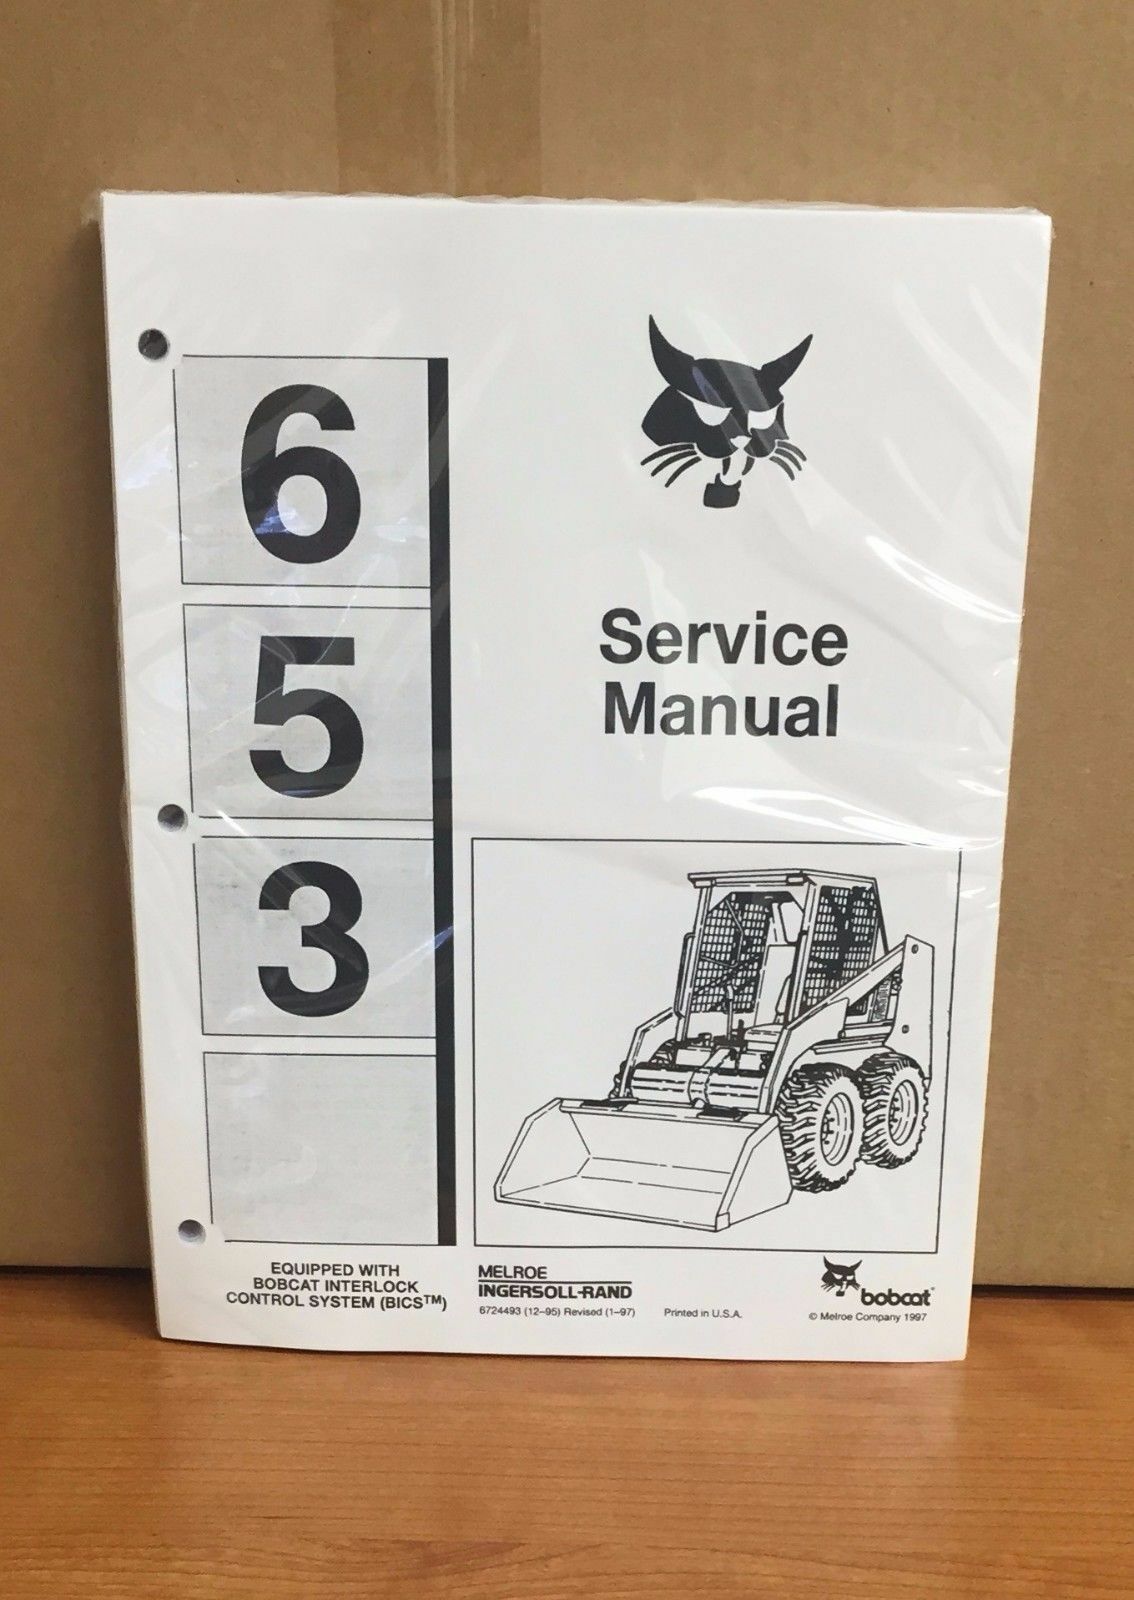 6
5
3
Service
Manual
EQUIPPED WITH
BOBCAT INTERLOCK
CONTROL SYSTEM (BICS™)
MELROE
INGERSOLL-RAND
6724493 (12-95) Revised (1-97)
Printed in U.S.A.
bobcat®
© Melroe Company 1997